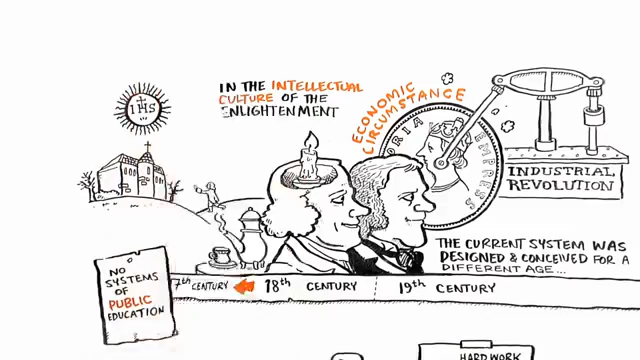 IHS
IN THE INTELLECTUAL
CULTURE OF THE
ENLIGHTENMENT
ECONOMIC
CIRCUMSTANCE
ORIA EMPRESS
INDUSTRIAL
REVOLUTION
THE CURRENT SYSTEM WAS
DESIGNED & CONCEIVED FOR A
DIFFERENT AGE...
NO
SYSTEMS
OF
PUBLIC
EDUCATION
7th CENTURY 18th CENTURY 19th CENTURY
HARD WORK